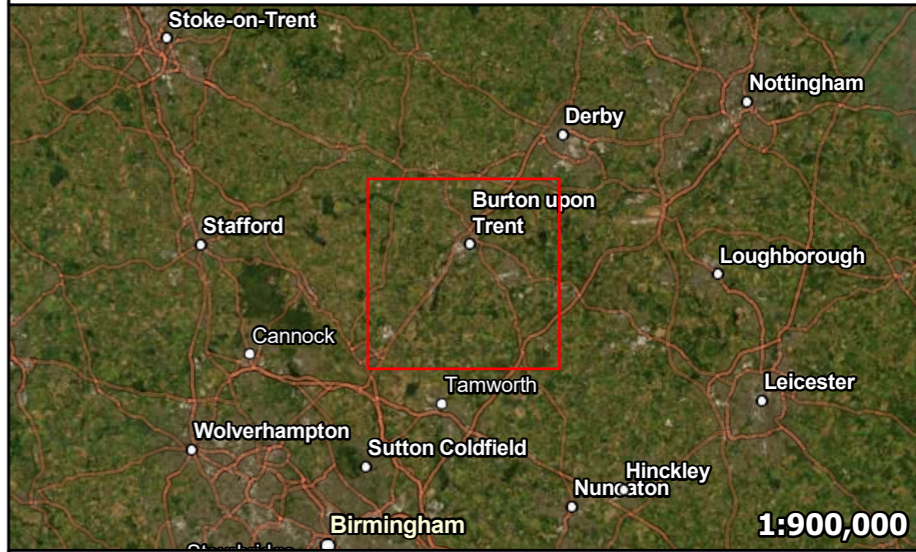 Stoke-on-Trent
Nottingham
Derby
Burton upon
Trent
Stafford
Loughborough
Cannock
Tamworth
Leicester
Wolverhampton
Sutton Coldfield
Hinckley
Nuneaton
Birmingham
1:900,000